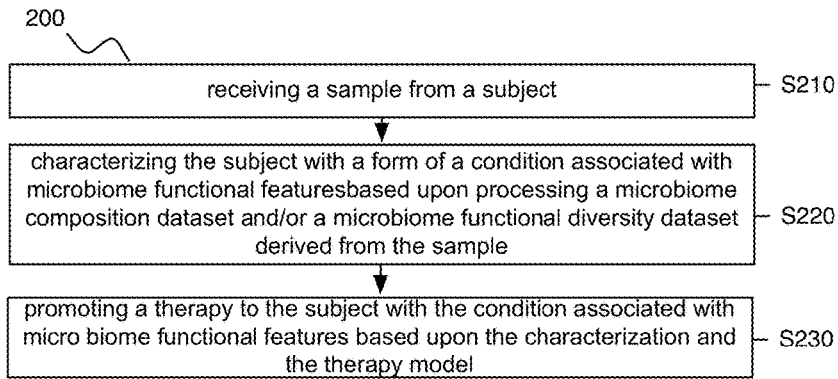 200
receiving a sample from a subject
S210
characterizing the subject with a form of a condition associated with
microbiome functional featuresbased upon processing a microbiome
composition dataset and/or a microbiome functional diversity dataset
derived from the sample
S220
promoting a therapy to the subject with the condition associated with
micro biome functional features based upon the characterization and
the therapy model
S230